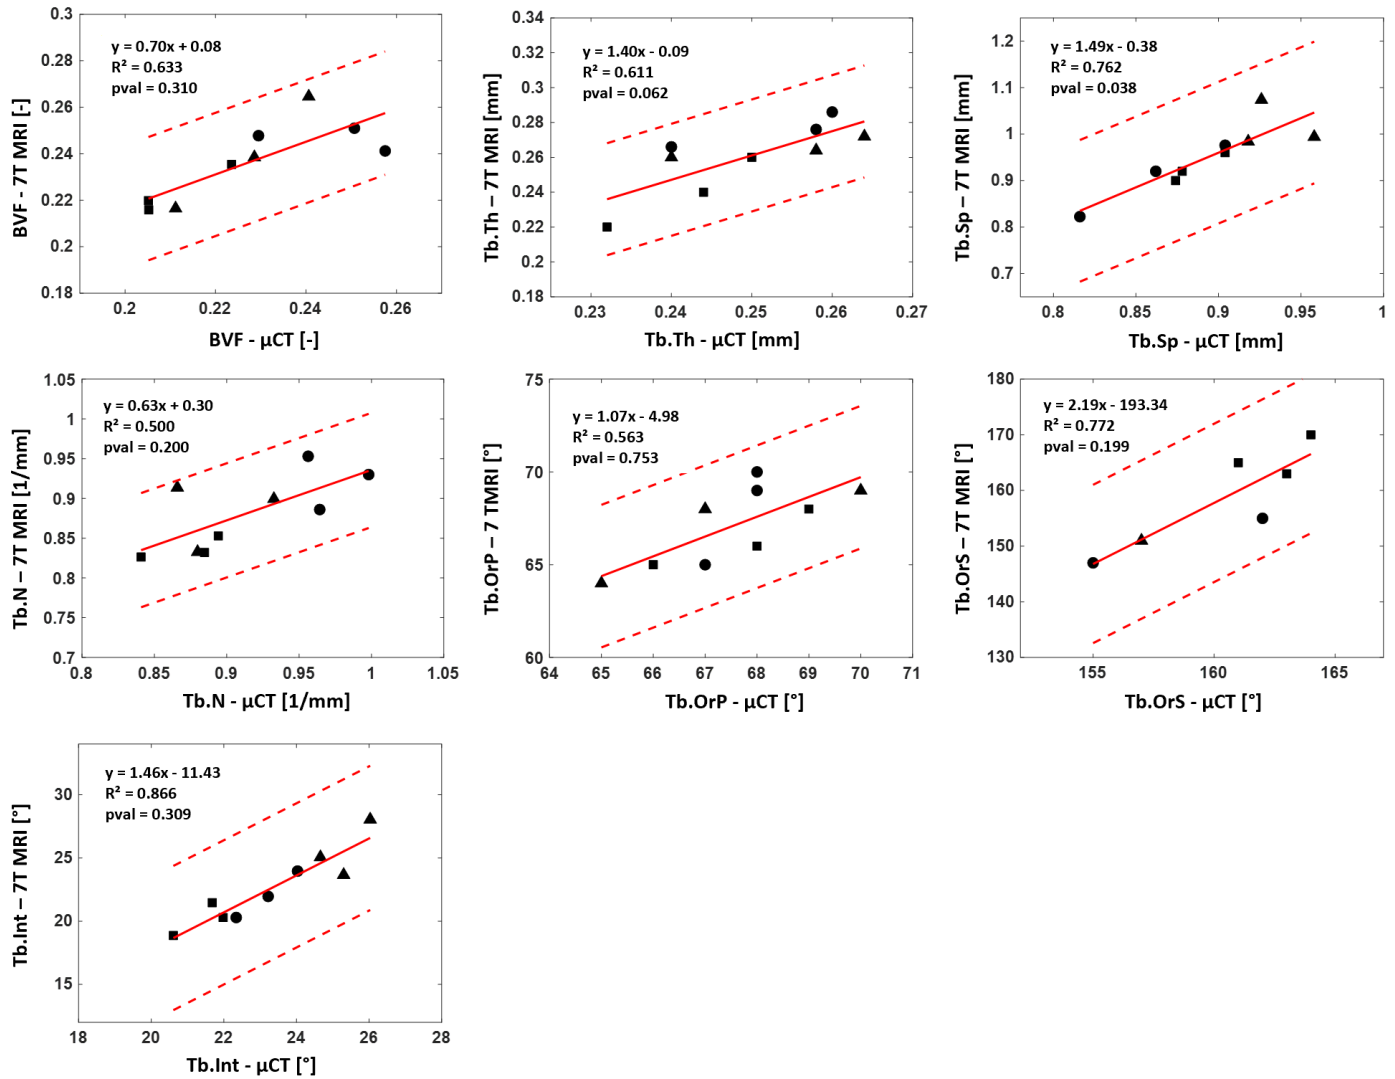 0.3
0.28
0.26
0.24
0.22
0.2
0.18
BVF - 7T MRI [-]
y = 0.70x + 0.08
R² = 0.633
pval = 0.310
0.2 0.22 0.24 0.26
BVF - µCT [-]
0.34
0.32
0.3
0.28
0.26
0.24
0.22
0.2
0.18
Tb.Th – 7T MRI [mm]
y = 1.40x - 0.09
R² = 0.611
pval = 0.062
0.23 0.24 0.25 0.26 0.27
Tb.Th - µCT [mm]
1.2
1.1
1
0.9
0.8
0.7
Tb.Sp – 7T MRI [mm]
y = 1.49x - 0.38
R² = 0.762
pval = 0.038
0.8 0.85 0.9 0.95 1
Tb.Sp - µCT [mm]
1.05
1
0.95
0.9
0.85
0.8
0.75
0.7
Tb.N – 7T MRI [1/mm]
y = 0.63x + 0.30
R² = 0.500
pval = 0.200
0.8 0.85 0.9 0.95 1 1.05
Tb.N - µCT [1/mm]
75
70
65
60
Tb.OrP – 7 TMRI [°]
y = 1.07x - 4.98
R² = 0.563
pval = 0.753
64 65 66 67 68 69 70 71
Tb.OrP - µCT [°]
180
170
160
150
140
130
Tb.OrS – 7T MRI [°]
y = 2.19x - 193.34
R² = 0.772
pval = 0.199
155 160 165
Tb.OrS - µCT [°]
30
25
20
15
Tb.Int – 7T MRI [°]
y = 1.46x - 11.43
R² = 0.866
pval = 0.309
18 20 22 24 26 28
Tb.Int - µCT [°]